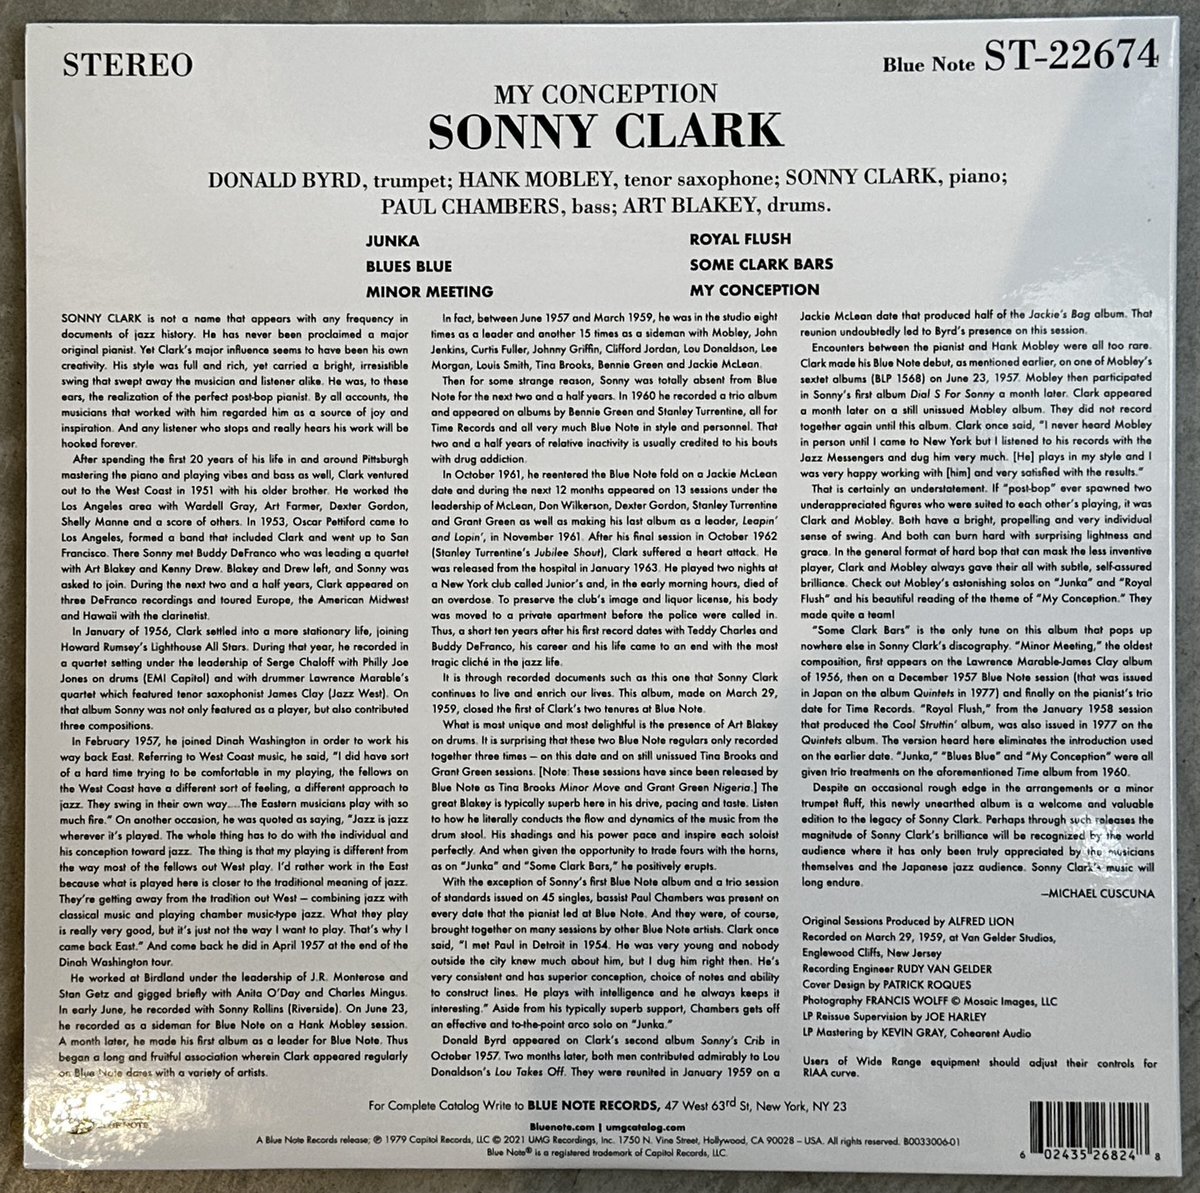 STEREO
Blue Note ST-22674
MY CONCEPTION
SONNY CLARK
DONALD BYRD, trumpet; HANK MOBLEY, tenor saxophone; SONNY CLARK, piano;
PAUL CHAMBERS, bass; ART BLAKEY, drums.
JUNKA
BLUES BLUE
MINOR MEETING
ROYAL FLUSH
SOME CLARK BARS
MY CONCEPTION
SONNY CLARK is not a name that appears with any frequency in
documents of jazz history. He has never been proclaimed a major
original pianist. Yet Clark's major influence seems to have been his own
creativity. His style was full and rich, yet carried a bright, irresistible
swing that swept away the musician and listener alike. He was, to these
ears, the realization of the perfect post-bop pianist. By all accounts, the
musicians that worked with him regarded him as a source of joy and
inspiration. And any listener who stops and really hears his work will be
hooked forever.
After spending the first 20 years of his life in and around Pittsburgh
mastering the piano and playing vibes and bass as well, Clark ventured
out to the West Coast in 1951 with his older brother. He worked the
Los Angeles area with Wardell Gray, Art Farmer, Dexter Gordon,
Shelly Manne and a score of others. In 1953, Oscar Pettiford came to
Los Angeles, formed a band that included Clark and went up to San
Francisco. There Sonny met Buddy DeFranco who was leading a quartet
with Art Blakey and Kenny Drew. Blakey and Drew left, and Sonny was
asked to join. During the next two and a half years, Clark appeared on
three DeFranco recordings and toured Europe, the American Midwest
and Hawaii with the clarinetist.
In January of 1956, Clark settled into a more stationary life, joining
Howard Rumsey's Lighthouse All Stars. During that year, he recorded in
a quartet setting under the leadership of Serge Chaloff with Philly Joe
Jones on drums (EMI Capitol) and with drummer Lawrence Marable's
quartet which featured tenor saxophonist James Clay (Jazz West). On
that album Sonny was not only featured as a player, but also contributed
three compositions.
In February 1957, he joined Dinah Washington in order to work his
way back East. Referring to West Coast music, he said, "I did have sort
of a hard time trying to be comfortable in my playing, the fellows on
the West Coast have a different sort of feeling, a different approach to
jazz. They swing in their own way....The Eastern musicians play with so
much fire." On another occasion, he was quoted as saying, "Jazz is jazz
wherever it's played. The whole thing has to do with the individual and
his conception toward jazz. The thing is that my playing is different from
the way most of the fellows out West play. I'd rather work in the East
because what is played here is closer to the traditional meaning of jazz.
They're getting away from the tradition out West – combining jazz with
classical music and playing chamber music-type jazz. What they play
is really very good, but it's just not the way I want to play. That's why I
came back East." And come back he did in April 1957 at the end of the
Dinah Washington tour.
He worked at Birdland under the leadership of J.R. Monterose and
Stan Getz and gigged briefly with Anita O'Day and Charles Mingus.
In early June, he recorded with Sonny Rollins (Riverside). On June 23,
he recorded as a sideman for Blue Note on a Hank Mobley session.
A month later, he made his first album as a leader for Blue Note. Thus
began a long and fruitful association wherein Clark appeared regularly
on Blue Note dates with a variety of artists.
In fact, between June 1957 and March 1959, he was in the studio eight
times as a leader and another 15 times as a sideman with Mobley, John
Jenkins, Curtis Fuller, Johnny Griffin, Clifford Jordan, Lou Donaldson, Lee
Morgan, Louis Smith, Tina Brooks, Bennie Green and Jackie McLean.
Then for some strange reason, Sonny was totally absent from Blue
Note for the next two and a half years. In 1960 he recorded a trio album
and appeared on albums by Bennie Green and Stanley Turrentine, all for
Time Records and all very much Blue Note in style and personnel. That
two and a half years of relative inactivity is usually credited to his bouts
with drug addiction.
In October 1961, he reentered the Blue Note fold on a Jackie McLean
date and during the next 12 months appeared on 13 sessions under the
leadership of McLean, Don Wilkerson, Dexter Gordon, Stanley Turrentine
and Grant Green as well as making his last album as a leader, Leapin'
and Lopin', in November 1961. After his final session in October 1962
(Stanley Turrentine's Jubilee Shout), Clark suffered a heart attack. He
was released from the hospital in January 1963. He played two nights at
a New York club called Junior's and, in the early morning hours, died of
an overdose. To preserve the club's image and liquor license, his body
was moved to a private apartment before the police were called in.
Thus, a short ten years after his first record dates with Teddy Charles and
Buddy DeFranco, his career and his life came to an end with the most
tragic cliché in the jazz life.
It is through recorded documents such as this one that Sonny Clark
continues to live and enrich our lives. This album, made on March 29,
1959, closed the first of Clark's two tenures at Blue Note.
What is most unique and most delightful is the presence of Art Blakey
on drums. It is surprising that these two Blue Note regulars only recorded
together three times – on this date and on still unissued Tina Brooks and
Grant Green sessions. [Note: These sessions have since been released by
Blue Note as Tina Brooks Minor Move and Grant Green Nigeria.] The
great Blakey is typically superb here in his drive, pacing and taste. Listen
to how he literally conducts the flow and dynamics of the music from the
drum stool. His shadings and his power pace and inspire each soloist
perfectly. And when given the opportunity to trade fours with the horns,
as on "Junka" and "Some Clark Bars," he positively erupts.
With the exception of Sonny's first Blue Note album and a trio session
of standards issued on 45 singles, bassist Paul Chambers was present on
every date that the pianist led at Blue Note. And they were, of course,
brought together on many sessions by other Blue Note artists. Clark once
said, "I met Paul in Detroit in 1954. He was very young and nobody
outside the city knew much about him, but I dug him right then. He's
very consistent and has superior conception, choice of notes and ability
to construct lines. He plays with intelligence and he always keeps it
interesting." Aside from his typically superb support, Chambers gets off
an effective and to-the-point arco solo on "Junka."
Donald Byrd appeared on Clark's second album Sonny's Crib in
October 1957. Two months later, both men contributed admirably to Lou
Donaldson's Lou Takes Off. They were reunited in January 1959 on a
Jackie McLean date that produced half of the Jackie's Bag album. That
reunion undoubtedly led to Byrd's presence on this session.
Encounters between the pianist and Hank Mobley were all too rare.
Clark made his Blue Note debut, as mentioned earlier, on one of Mobley's
sextet albums (BLP 1568) on June 23, 1957. Mobley then participated
in Sonny's first album Dial S For Sonny a month later. Clark appeared
a month later on a still unissued Mobley album. They did not record
together again until this album. Clark once said, "I never heard Mobley
in person until I came to New York but I listened to his records with the
Jazz Messengers and dug him very much. [He] plays in my style and I
was very happy working with [him] and very satisfied with the results."
That is certainly an understatement. If "post-bop" ever spawned two
underappreciated figures who were suited to each other's playing, it was
Clark and Mobley. Both have a bright, propelling and very individual
sense of swing. And both can burn hard with surprising lightness and
grace. In the general format of hard bop that can mask the less inventive
player, Clark and Mobley always gave their all with subtle, self-assured
brilliance. Check out Mobley's astonishing solos on "Junka" and "Royal
Flush" and his beautiful reading of the theme of "My Conception." They
made quite a team!
"Some Clark Bars" is the only tune on this album that pops up
nowhere else in Sonny Clark's discography. "Minor Meeting," the oldest
composition, first appears on the Lawrence Marable-James Clay album
of 1956, then on a December 1957 Blue Note session (that was issued
in Japan on the album Quintets in 1977) and finally on the pianist's trio
date for Time Records. "Royal Flush," from the January 1958 session
that produced the Cool Struttin' album, was also issued in 1977 on the
Quintets album. The version heard here eliminates the introduction used
on the earlier date. "Junka," "Blues Blue" and "My Conception" were all
given trio treatments on the aforementioned Time album from 1960.
Despite an occasional rough edge in the arrangements or a minor
trumpet fluff, this newly unearthed album is a welcome and valuable
edition to the legacy of Sonny Clark. Perhaps through such releases the
magnitude of Sonny Clark's brilliance will be recognized by the world
audience where it has only been truly appreciated by the musicians
themselves and the Japanese jazz audience. Sonny Clark's music will
long endure.
—MICHAEL CUSCUNA
Original Sessions Produced by ALFRED LION
Recorded on March 29, 1959, at Van Gelder Studios,
Englewood Cliffs, New Jersey
Recording Engineer RUDY VAN GELDER
Cover Design by PATRICK ROQUES
Photography FRANCIS WOLFF © Mosaic Images, LLC
LP Reissue Supervision by JOE HARLEY
LP Mastering by KEVIN GRAY, Cohearent Audio
Users of Wide Range equipment should adjust their controls for
RIAA curve.
For Complete Catalog Write to BLUE NOTE RECORDS, 47 West 63rd St, New York, NY 23
Bluenote.com | umgcatalog.com
A Blue Note Records release; ℗ 1979 Capitol Records, LLC © 2021 UMG Recordings, Inc. 1750 N. Vine Street, Hollywood, CA 90028 – USA. All rights reserved. B0033006-01
Blue Note® is a registered trademark of Capitol Records, LLC.
BLUE NOTE
6 02435 26824 8